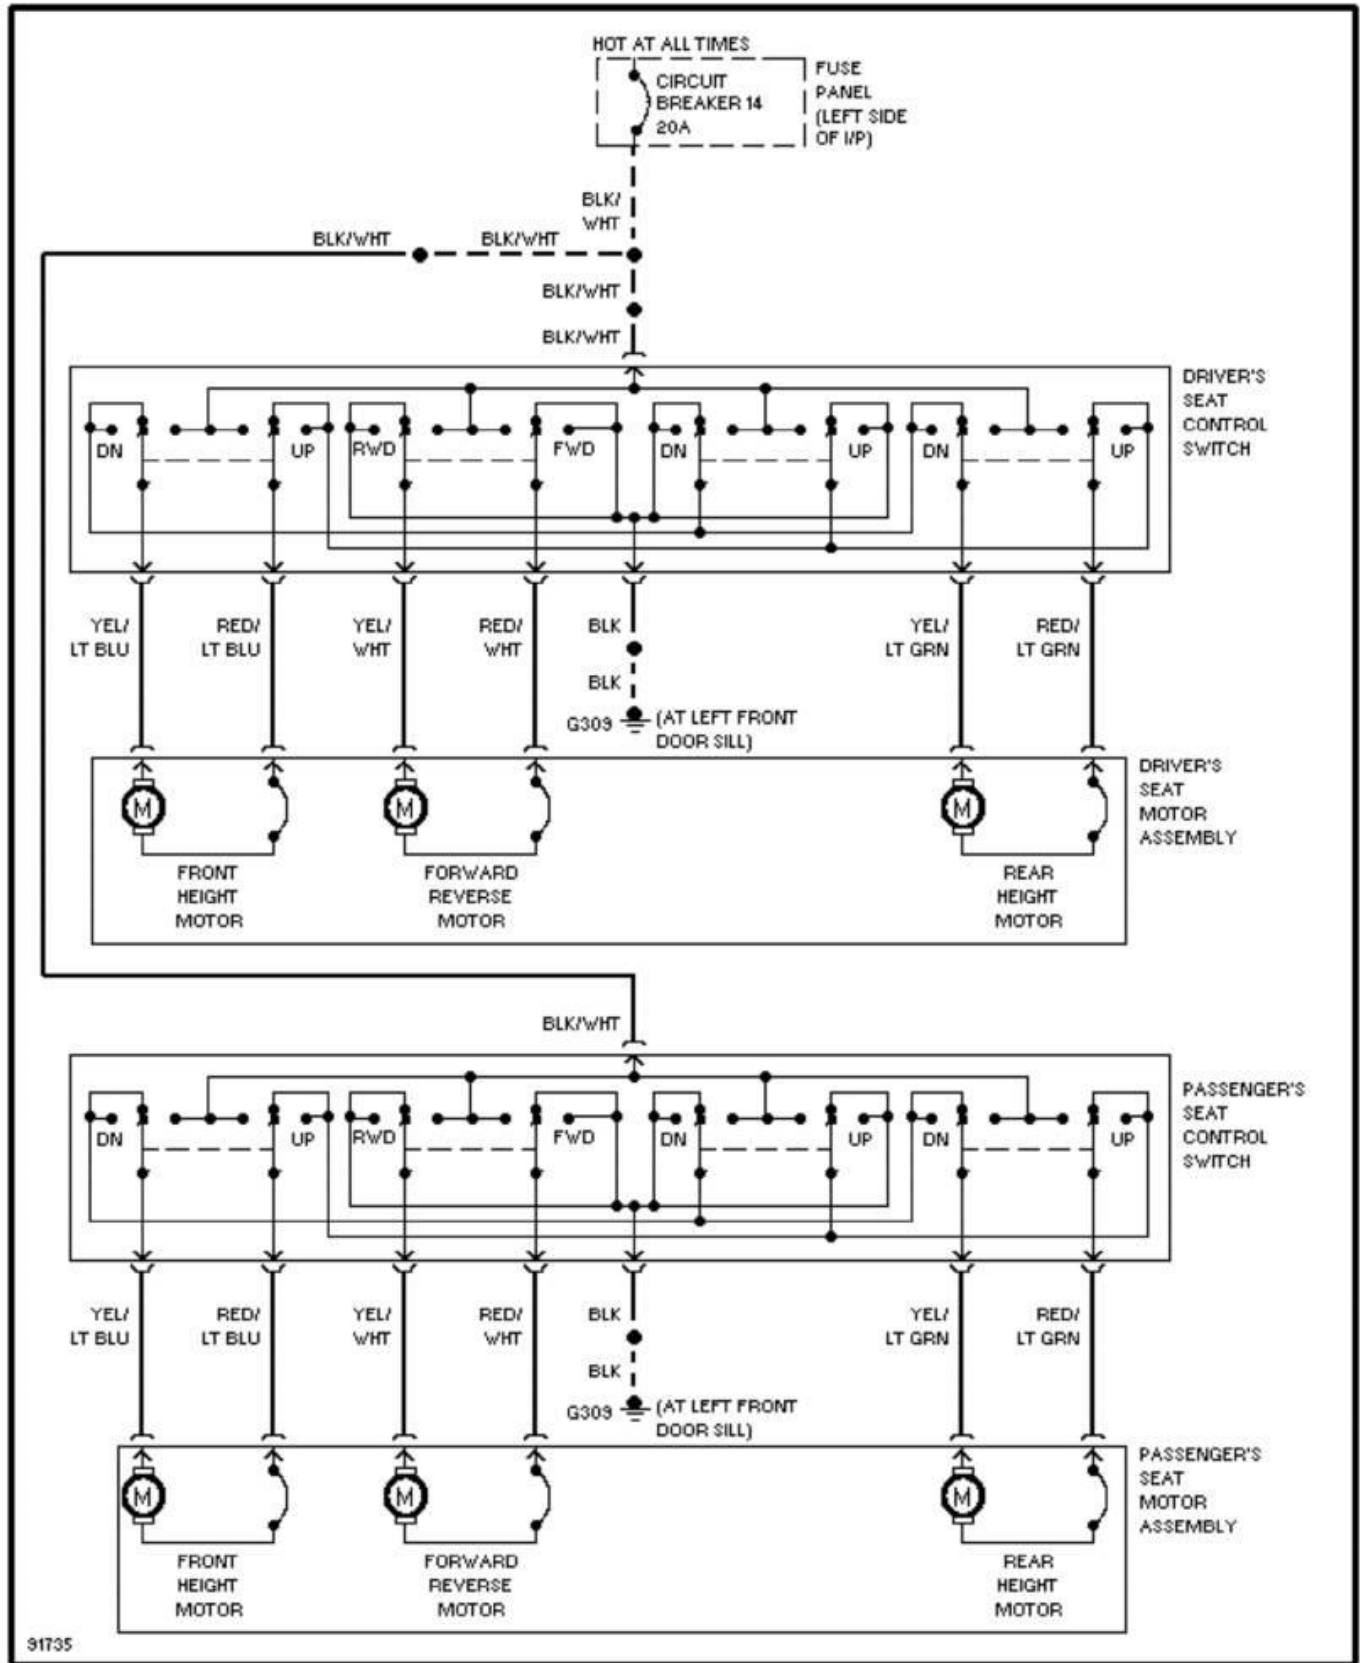 HOT AT ALL TIMES
CIRCUIT
BREAKER 14
20A
FUSE
PANEL
(LEFT SIDE
OF I/P)
BLK/
WHT
BLK/WHT
BLK/WHT
BLK/WHT
BLK/WHT
DRIVER'S
SEAT
CONTROL
SWITCH
DN
UP
RWD
FWD
DN
UP
DN
UP
YEL/
LT BLU
RED/
LT BLU
YEL/
WHT
RED/
WHT
BLK
BLK
YEL/
LT GRN
RED/
LT GRN
G309
(AT LEFT FRONT
DOOR SILL)
DRIVER'S
SEAT
MOTOR
ASSEMBLY
M
M
M
FRONT
HEIGHT
MOTOR
FORWARD
REVERSE
MOTOR
REAR
HEIGHT
MOTOR
BLK/WHT
PASSENGER'S
SEAT
CONTROL
SWITCH
DN
UP
RWD
FWD
DN
UP
DN
UP
YEL/
LT BLU
RED/
LT BLU
YEL/
WHT
RED/
WHT
BLK
BLK
YEL/
LT GRN
RED/
LT GRN
G309
(AT LEFT FRONT
DOOR SILL)
PASSENGER'S
SEAT
MOTOR
ASSEMBLY
M
M
M
FRONT
HEIGHT
MOTOR
FORWARD
REVERSE
MOTOR
REAR
HEIGHT
MOTOR
91735